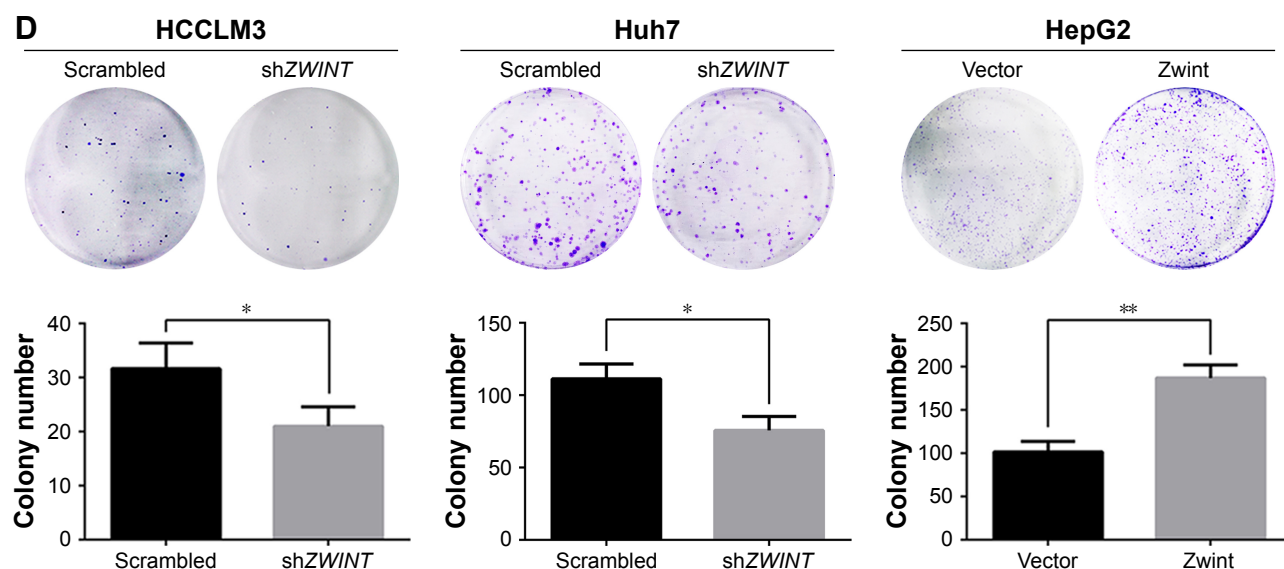 D
HCCLM3
Huh7
HepG2
Scrambled
shZWINT
Scrambled
shZWINT
Vector
Zwint
Colony number
40
30
20
10
0
*
Scrambled
shZWINT
Colony number
150
100
50
0
*
Scrambled
shZWINT
Colony number
250
200
150
100
50
0
**
Vector
Zwint